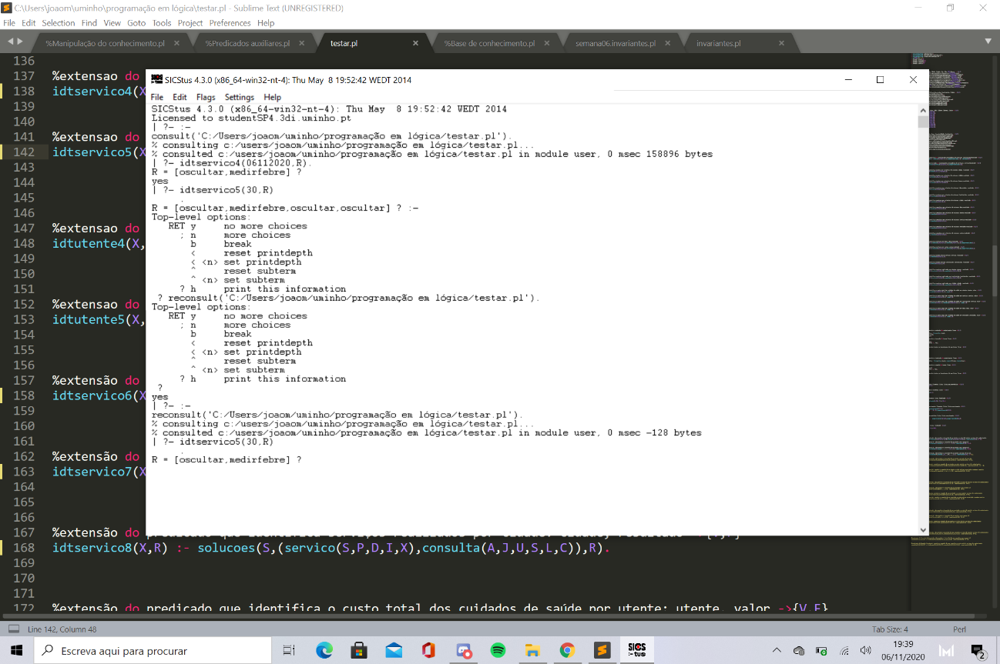 C:\Users\joaom\uminho\programação em lógica\testar.pl - Sublime Text (UNREGISTERED)
File Edit Selection Find View Goto Tools Project Preferences Help
%Manipulação do conhecimento.pl
%Predicados auxiliares.pl
testar.pl
%Base de conhecimento.pl
semana06.invariantes.pl
invariantes.pl
136
137 %extensao do
138 idtservico4(X
139
140
141 %extensao do
142 idtservico5(X
143
144
145
146
147 %extensao do
148 idtutente4(X,
149
150
151
152 %extensao do
153 idtutente5(X,
154
155
156
157 %extensão do
158 idtservico6(X
159
160
161
162 %extensão do
163 idtservico7(X
164
165
166
167 %extensão do
168 idtservico8(X,R) :- solucoes(S,(servico(S,P,D,I,X),consulta(A,J,U,S,L,C)),R).
169
170
171
172 %extensão do predicado que identifica o custo total dos cuidados de saúde por utente: utente, valor ->{V,F}
SICStus 4.3.0 (x86_64-win32-nt-4): Thu May 8 19:52:42 WEDT 2014
File Edit Flags Settings Help
SICStus 4.3.0 (x86_64-win32-nt-4): Thu May 8 19:52:42 WEDT 2014
Licensed to studentSP4.3di.uminho.pt
| ?- :-
consult('C:/Users/joaom/uminho/programação em lógica/testar.pl').
% consulting c:/users/joaom/uminho/programação em lógica/testar.pl...
% consulted c:/users/joaom/uminho/programação em lógica/testar.pl in module user, 0 msec 158896 bytes
| ?- idtservico4(06112020,R).
R = [oscultar,medirfebre] ?
yes
| ?- idtservico5(30,R)
.
R = [oscultar,medirfebre,oscultar,oscultar] ? :-
Top-level options:
RET y no more choices
; n more choices
b break
< reset printdepth
< <n> set printdepth
^ reset subterm
^ <n> set subterm
? h print this information
? reconsult('C:/Users/joaom/uminho/programação em lógica/testar.pl').
Top-level options:
RET y no more choices
; n more choices
b break
< reset printdepth
< <n> set printdepth
^ reset subterm
^ <n> set subterm
? h print this information
?
yes
| ?- :-
reconsult('C:/Users/joaom/uminho/programação em lógica/testar.pl').
% consulting c:/users/joaom/uminho/programação em lógica/testar.pl...
% consulted c:/users/joaom/uminho/programação em lógica/testar.pl in module user, 0 msec -128 bytes
| ?- idtservico5(30,R)
.
R = [oscultar,medirfebre] ?
Line 142, Column 48
Tab Size: 4
Perl
Escreva aqui para procurar
SICS
:- tus
19:39
06/11/2020
2